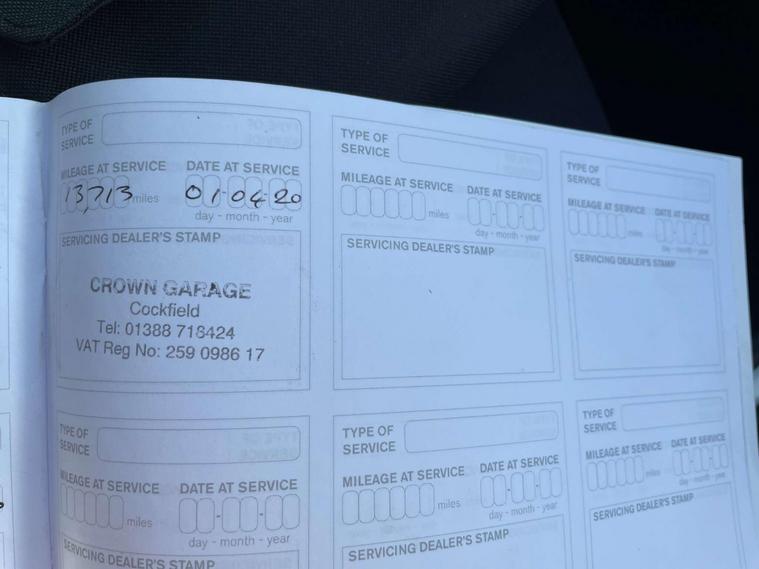 TYPE OF
SERVICE
MILEAGE AT SERVICE DATE AT SERVICE
13,713 miles 01-04-20
day - month - year
SERVICING DEALER'S STAMP
CROWN GARAGE
Cockfield
Tel: 01388 718424
VAT Reg No: 259 0986 17
TYPE OF
SERVICE
MILEAGE AT SERVICE DATE AT SERVICE
miles
day - month - year
SERVICING DEALER'S STAMP
TYPE OF
SERVICE
MILEAGE AT SERVICE DATE AT SERVICE
miles
day - month - year
SERVICING DEALER'S STAMP
TYPE OF
SERVICE
MILEAGE AT SERVICE DATE AT SERVICE
miles
day - month - year
SERVICING DEALER'S STAMP
TYPE OF
SERVICE
MILEAGE AT SERVICE DATE AT SERVICE
miles
day - month - year
SERVICING DEALER'S STAMP
TYPE OF
SERVICE
MILEAGE AT SERVICE DATE AT SERVICE
miles
day - month - year
SERVICING DEALER'S STAMP